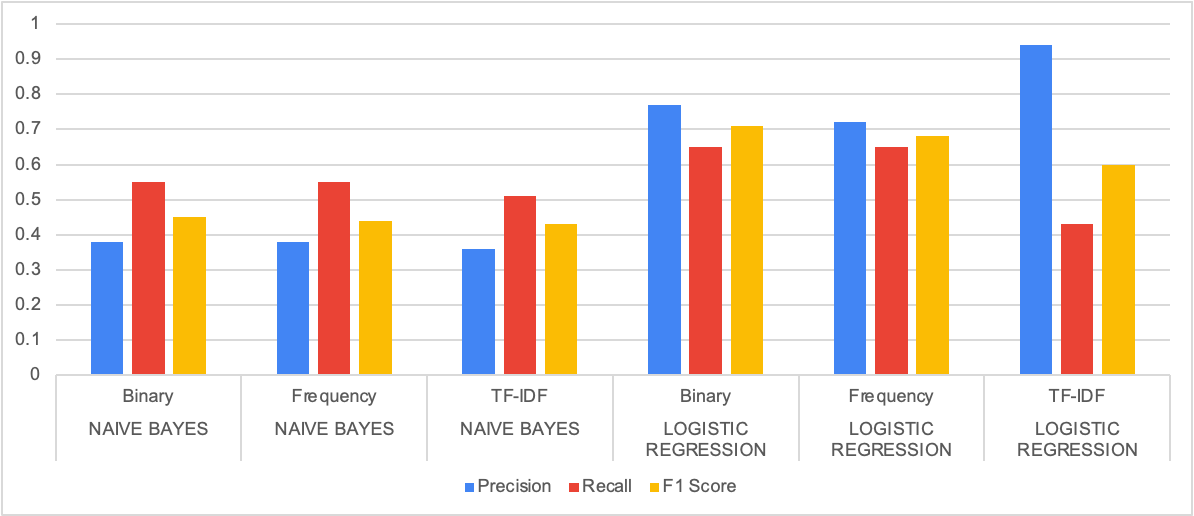 1
0.9
0.8
0.7
0.6
0.5
0.4
0.3
0.2
0.1
0
Binary Frequency TF-IDF Binary Frequency TF-IDF
NAIVE BAYES NAIVE BAYES NAIVE BAYES LOGISTIC LOGISTIC LOGISTIC
REGRESSION REGRESSION REGRESSION
Precision Recall F1 Score